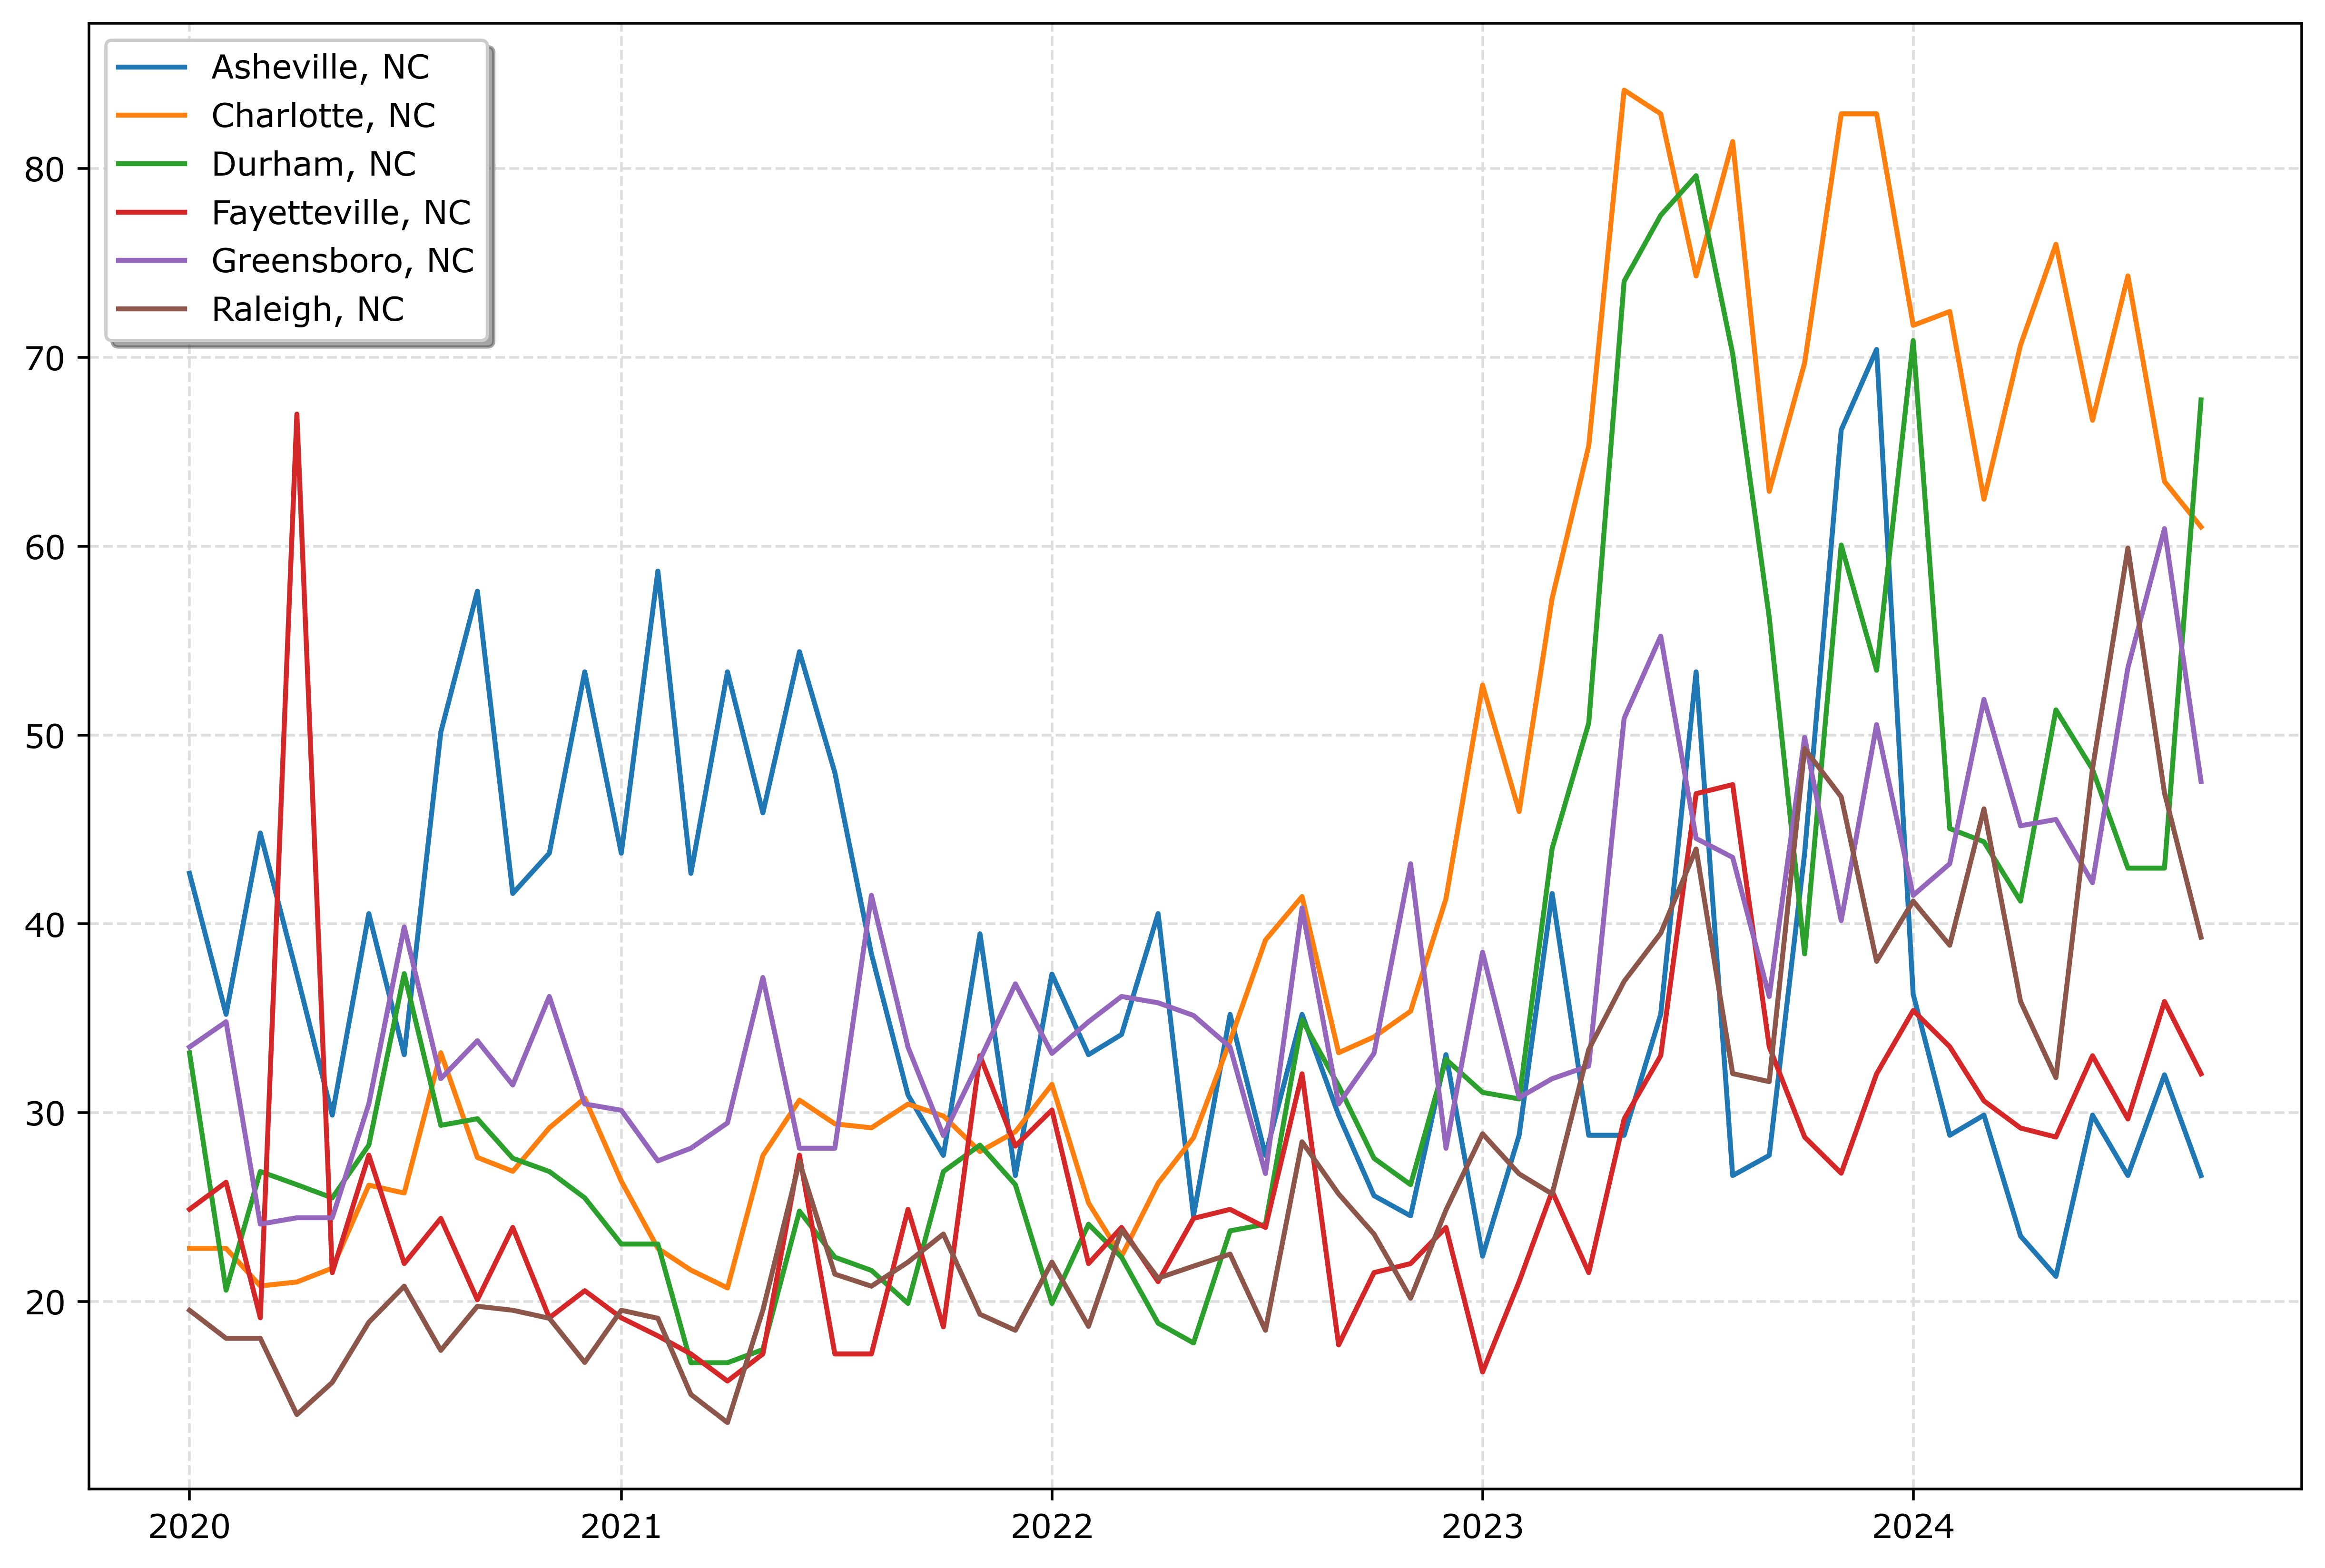 Asheville, NC
Charlotte, NC
Durham, NC
Fayetteville, NC
Greensboro, NC
Raleigh, NC
80
70
60
50
40
30
20
2020 2021 2022 2023 2024